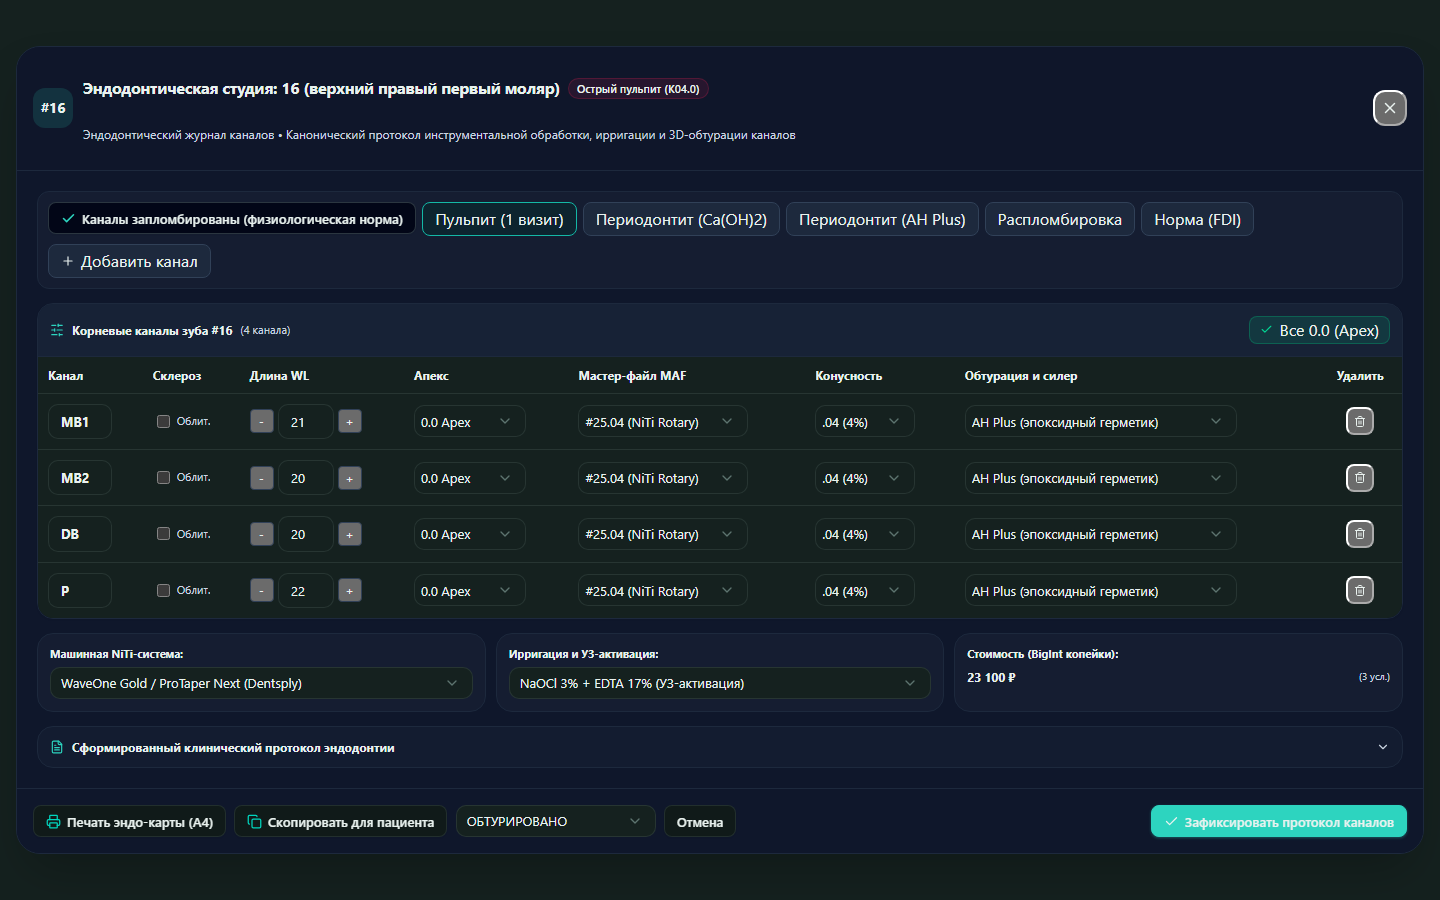 #16
Эндодонтическая студия: 16 (верхний правый первый моляр) Острый пульпит (K04.0)
Эндодонтический журнал каналов • Канонический протокол инструментальной обработки, ирригации и 3D-обтурации каналов
Каналы запломбированы (физиологическая норма) Пульпит (1 визит) Периодонтит (Ca(OH)2) Периодонтит (AH Plus) Распломбировка Норма (FDI)
+ Добавить канал
Корневые каналы зуба #16 (4 канала) Все 0.0 (Apex)
Канал Склероз Длина WL Апекс Мастер-файл MAF Конусность Обтурация и силер Удалить
MB1 Облит. - 21 + 0.0 Apex #25.04 (NiTi Rotary) .04 (4%) AH Plus (эпоксидный герметик)
MB2 Облит. - 20 + 0.0 Apex #25.04 (NiTi Rotary) .04 (4%) AH Plus (эпоксидный герметик)
DB Облит. - 20 + 0.0 Apex #25.04 (NiTi Rotary) .04 (4%) AH Plus (эпоксидный герметик)
P Облит. - 22 + 0.0 Apex #25.04 (NiTi Rotary) .04 (4%) AH Plus (эпоксидный герметик)
Машинная NiTi-система: Ирригация и УЗ-активация: Стоимость (BigInt копейки):
WaveOne Gold / ProTaper Next (Dentsply) NaOCl 3% + EDTA 17% (УЗ-активация) 23 100 ₽ (3 усл.)
Сформированный клинический протокол эндодонтии
Печать эндо-карты (А4) Скопировать для пациента ОБТУРИРОВАНО Отмена Зафиксировать протокол каналов